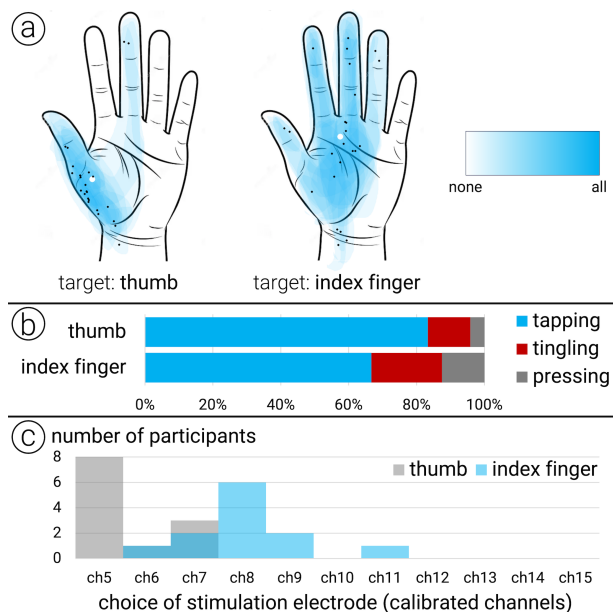 a
none
all
target: thumb
target: index finger
b
thumb
index finger
tapping
tingling
pressing
0% 20% 40% 60% 80% 100%
c number of participants
8
6
4
2
0
thumb index finger
ch5 ch6 ch7 ch8 ch9 ch10 ch11 ch12 ch13 ch14 ch15
choice of stimulation electrode (calibrated channels)